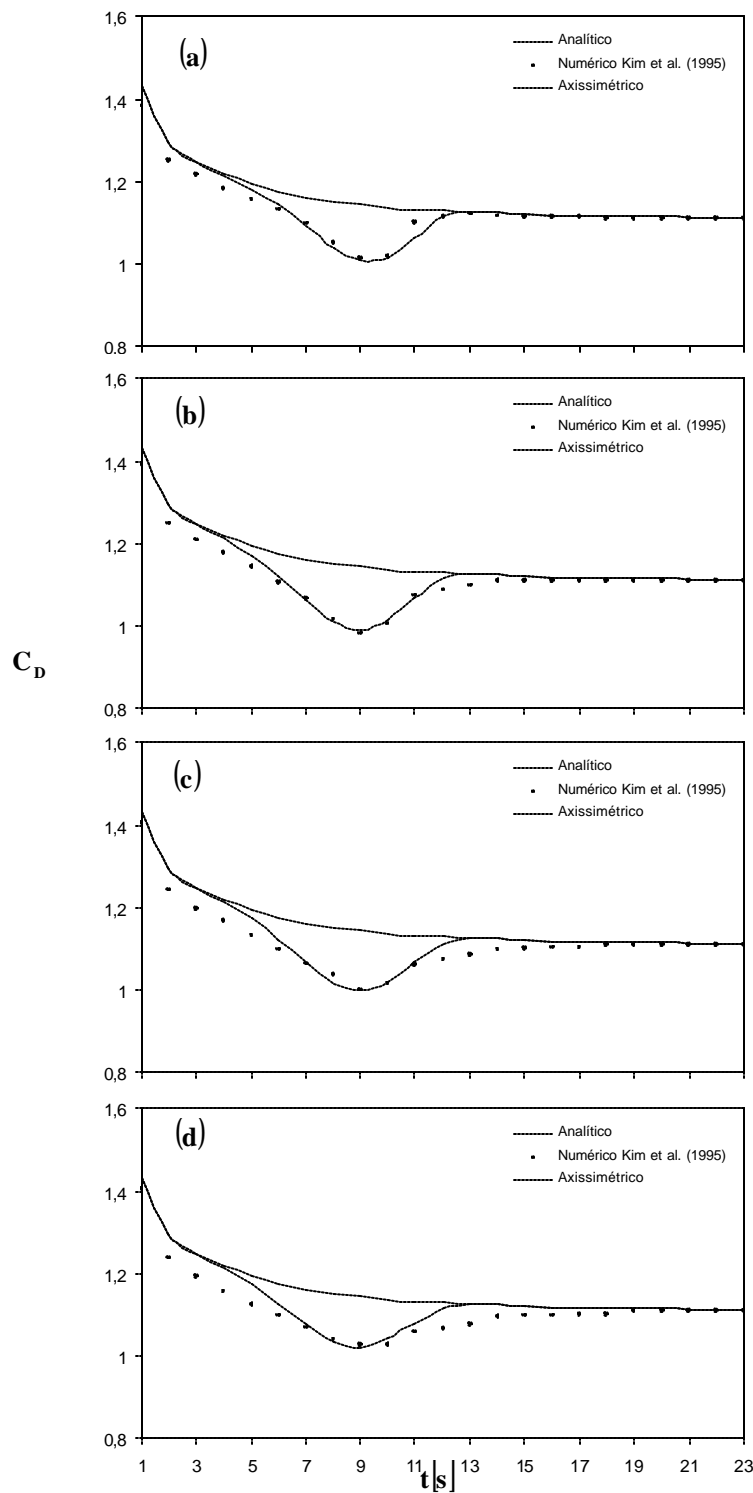 1,6
(a)
Analítico
Numérico Kim et al. (1995)
Axissimétrico
1,4
1,2
1
0.8
1,6
(b)
Analítico
Numérico Kim et al. (1995)
Axissimétrico
1,4
1,2
1
0,8
C_D
1,6
(c)
Analítico
Numérico Kim et al. (1995)
Axissimétrico
1,4
1,2
1
0,8
1,6
(d)
Analítico
Numérico Kim et al. (1995)
Axissimétrico
1,4
1,2
1
0,8
1 3 5 7 9 11 13 15 17 19 21 23
t[s]